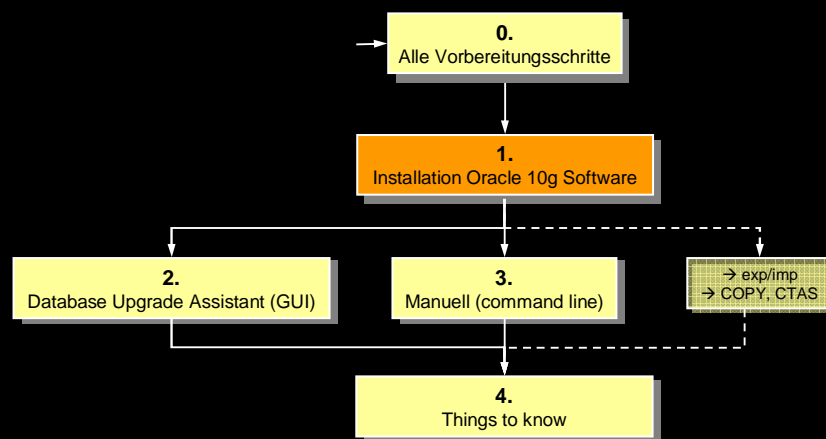 0.
Alle Vorbereitungsschritte
1.
Installation Oracle 10g Software
2.
Database Upgrade Assistant (GUI)
3.
Manuell (command line)
→ exp/imp
→ COPY, CTAS
4.
Things to know